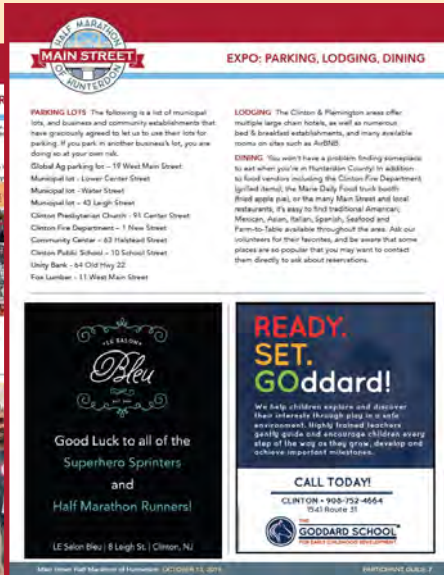 HALF MARATHON
MAIN STREET
OF HUNTERDON
EXPO: PARKING, LODGING, DINING
PARKING LOTS The following is a list of municipal
lots, and business and community establishments that
have graciously agreed to let us to use their lots for
parking. If you park in another business's lot, you are
doing so at your own risk.
Global Ag parking lot – 19 West Main Street
Municipal lot - Lower Center Street
Municipal lot - Water Street
Municipal lot – 43 Leigh Street
Clinton Presbyterian Church - 91 Center Street
Clinton Fire Department – 1 New Street
Community Center – 63 Halstead Street
Clinton Public School – 10 School Street
Unity Bank - 64 Old Hwy 22
Fox Lumber – 11 West Main Street
LODGING The Clinton & Flemington areas offer
multiple large chain hotels, as well as numerous
bed & breakfast establishments, and many available
rooms on sites such as AirBNB.
DINING You won't have a problem finding someplace
to eat when you're in Hunterdon County! In addition
to food vendors including the Clinton Fire Department
(grilled items), the Marie Daily Food truck booth
(fried apple pie), or the many Main Street and local
restaurants, it's easy to find traditional American,
Mexican, Asian, Italian, Spanish, Seafood and
Farm-to-Table available throughout the area. Ask our
volunteers for their favorites, and be aware that some
places are so popular that you may want to contact
them directly to ask about reservations.
LE SALON
Bleu
Good Luck to all of the
Superhero Sprinters
and
Half Marathon Runners!
LE Salon Bleu | 8 Leigh St. | Clinton, NJ
READY.
SET.
GOddard!
We help children explore and discover
their interests through play in a safe
environment. Highly trained teachers
gently guide and encourage children every
step of the way as they grow, develop and
achieve important milestones.
CALL TODAY!
CLINTON • 908-752-4664
1541 Route 31
THE
GODDARD SCHOOL
FOR EARLY CHILDHOOD DEVELOPMENT
Main Street Half Marathon of Hunterdon OCTOBER 13, 2019
PARTICIPANT GUIDE 7